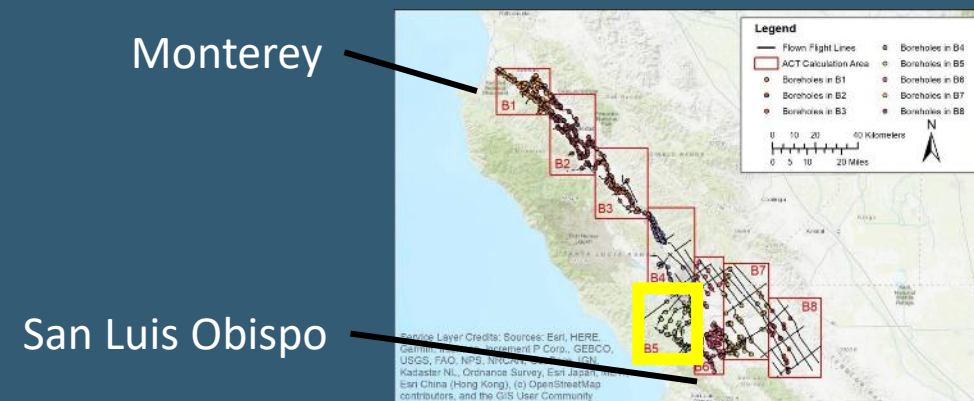 Monterey
San Luis Obispo
Legend
Flown Flight Lines
ACT Calculation Area
Boreholes in B1
Boreholes in B2
Boreholes in B3
Boreholes in B4
Boreholes in B5
Boreholes in B6
Boreholes in B7
Boreholes in B8
0 10 20 40 Kilometers
0 5 10 20 Miles
N
B1
B2
B3
B4
B7
B8
B5
B6
Service Layer Credits: Sources: Esri, HERE,
Garmin, Increment P Corp., GEBCO,
USGS, FAO, NPS, NRCAN, IGN,
Kadaster NL, Ordnance Survey, Esri Japan,
Esri China (Hong Kong), (c) OpenStreetMap
contributors, and the GIS User Community